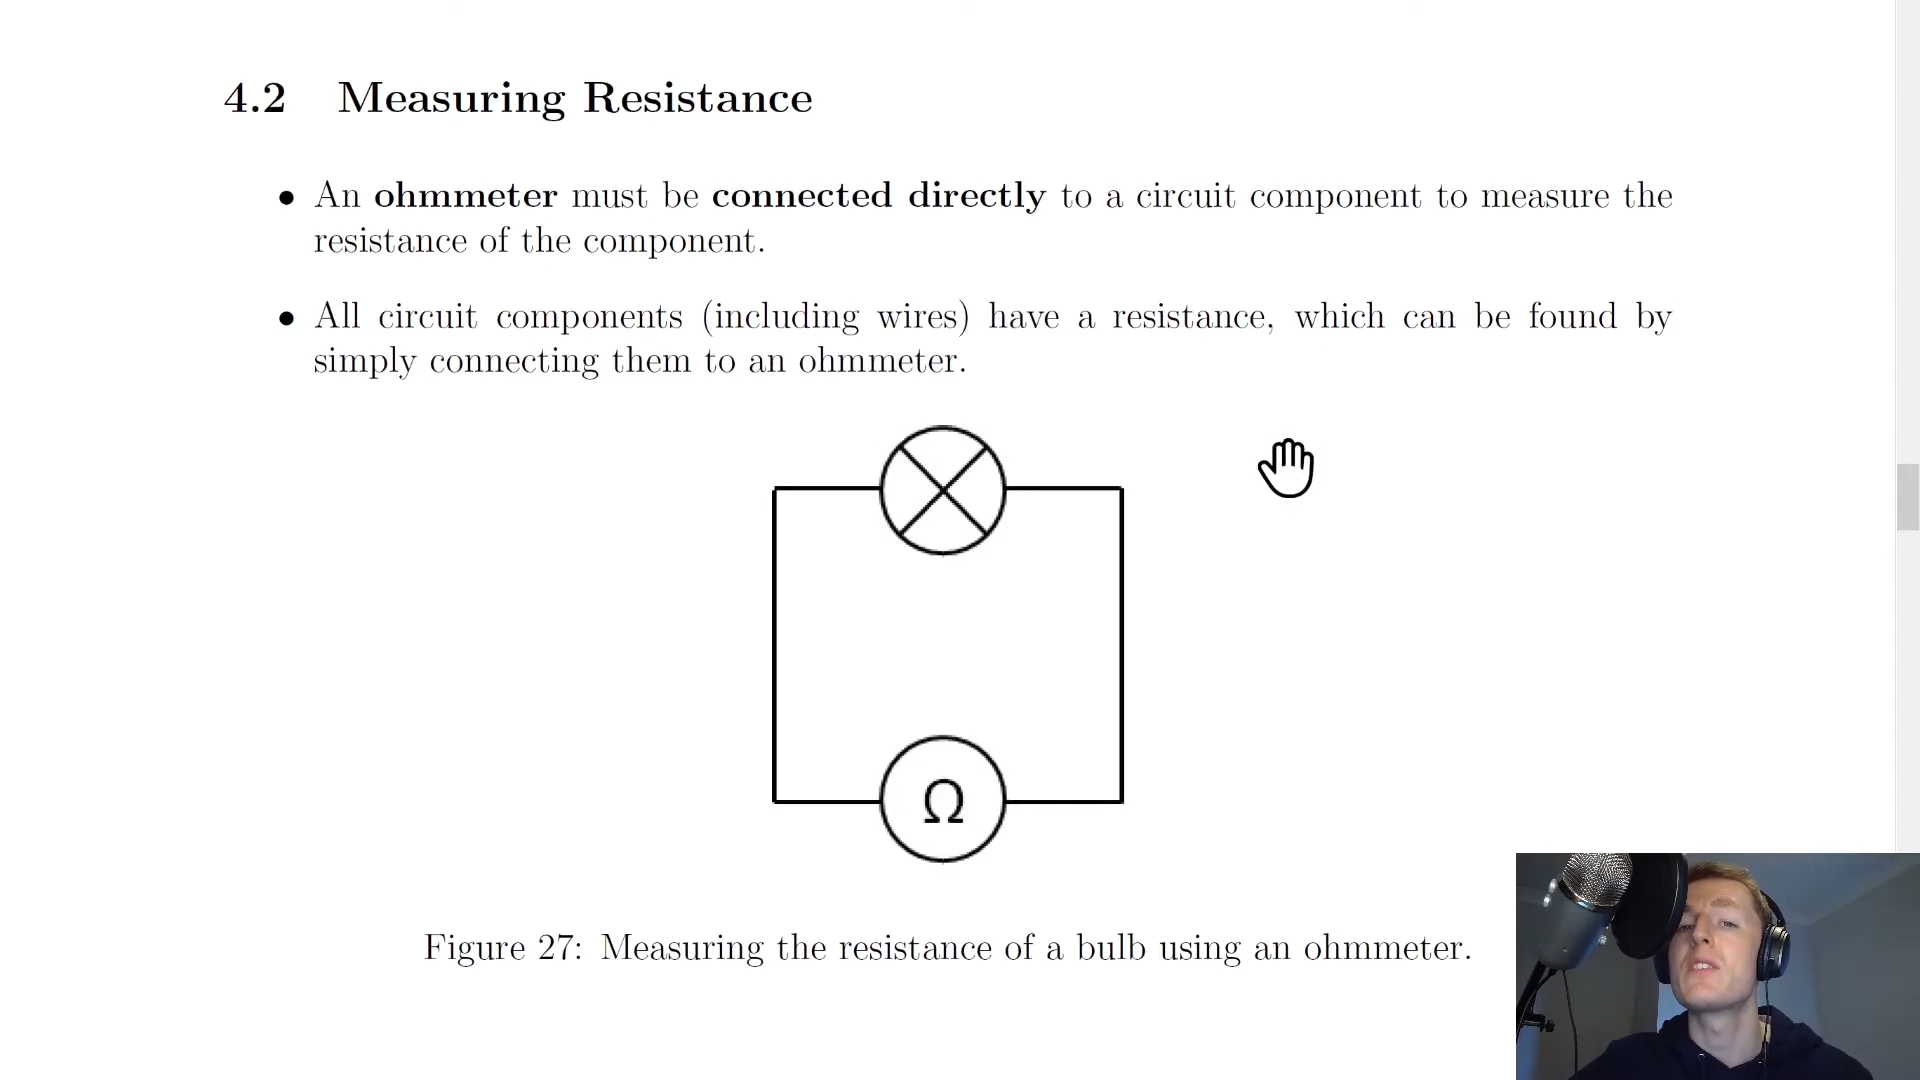 4.2 Measuring Resistance
• An ohmmeter must be connected directly to a circuit component to measure the
resistance of the component.
• All circuit components (including wires) have a resistance, which can be found by
simply connecting them to an ohmmeter.
Ω
Figure 27: Measuring the resistance of a bulb using an ohmmeter.